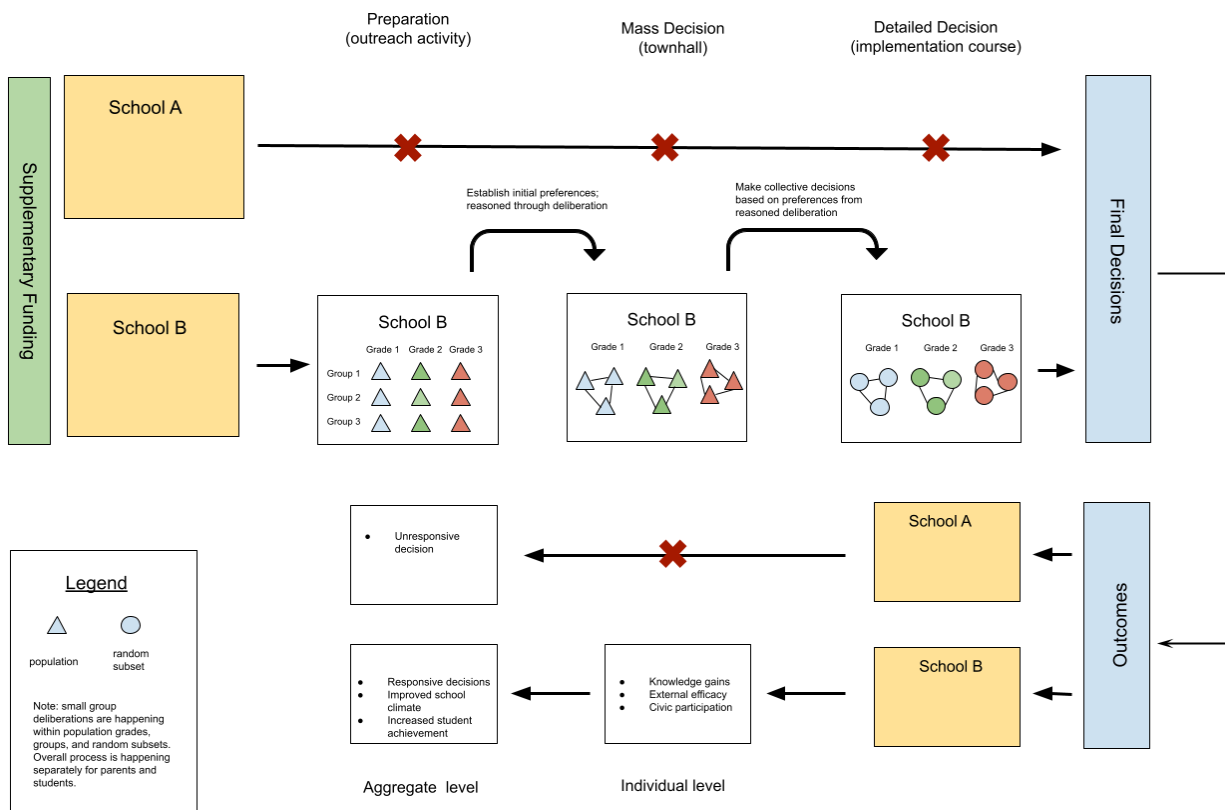 Preparation
(outreach activity)
Mass Decision
(townhall)
Detailed Decision
(implementation course)
Supplementary Funding
School A
Final Decisions
Establish initial preferences;
reasoned through deliberation
Make collective decisions
based on preferences from
reasoned deliberation
School B
School B
Grade 1 Grade 2 Grade 3
Group 1
Group 2
Group 3
School B
Grade 1 Grade 2 Grade 3
School B
Grade 1 Grade 2 Grade 3
Unresponsive
decision
School A
Outcomes
Responsive decisions
Improved school
climate
Increased student
achievement
Knowledge gains
External efficacy
Civic participation
School B
Aggregate level
Individual level
Legend
population
random
subset
Note: small group
deliberations are happening
within population grades,
groups, and random subsets.
Overall process is happening
separately for parents and
students.